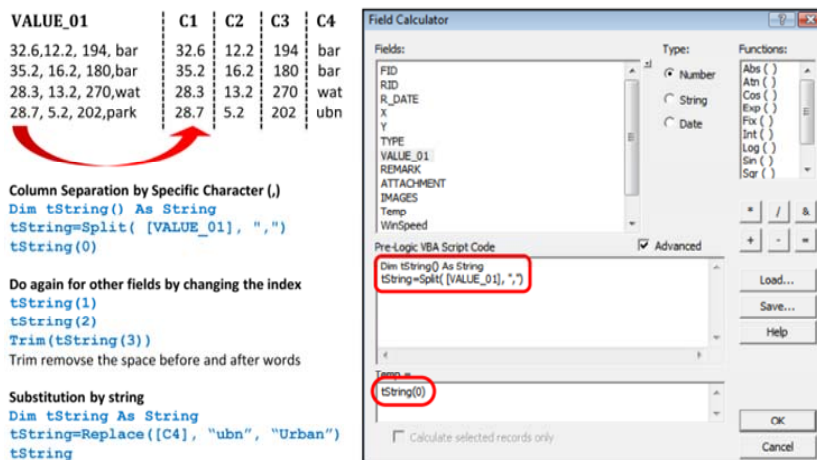 VALUE_01 C1 C2 C3 C4
32.6,12.2, 194, bar 32.6 12.2 194 bar
35.2, 16.2, 180,bar 35.2 16.2 180 bar
28.3, 13.2, 270,wat 28.3 13.2 270 wat
28.7, 5.2, 202,park 28.7 5.2 202 ubn
Column Separation by Specific Character (,)
Dim tString() As String
tString=Split( [VALUE_01], ",")
tString(0)
Do again for other fields by changing the index
tString(1)
tString(2)
Trim(tString(3))
Trim removse the space before and after words
Substitution by string
Dim tString As String
tString=Replace([C4], “ubn”, “Urban”)
tString
Field Calculator
Fields:
FID
RID
R_DATE
X
Y
TYPE
VALUE_01
REMARK
ATTACHMENT
IMAGES
Temp
WinSpeed
Type:
Number
String
Date
Functions:
Abs ( )
Atn ( )
Cos ( )
Exp ( )
Fix ( )
Int ( )
Log ( )
Sin ( )
Sqr ( )
* / &
+ - =
Pre-Logic VBA Script Code
Advanced
Dim tString() As String
tString=Split( [VALUE_01], ",")
Load...
Save...
Help
Temp =
tString(0)
Calculate selected records only
OK
Cancel